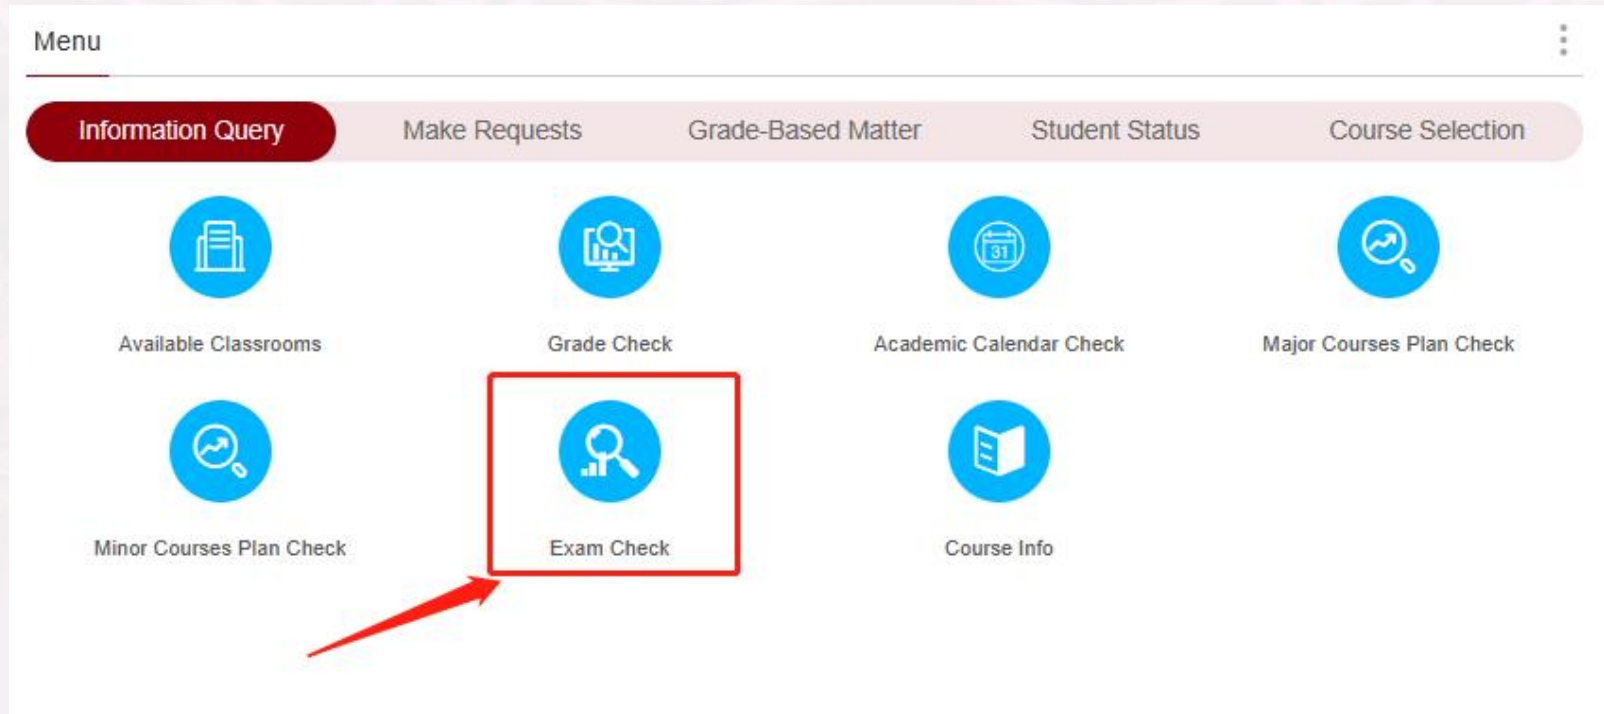 Menu
Information Query Make Requests Grade-Based Matter Student Status Course Selection
31
Available Classrooms Grade Check Academic Calendar Check Major Courses Plan Check
Minor Courses Plan Check Exam Check Course Info